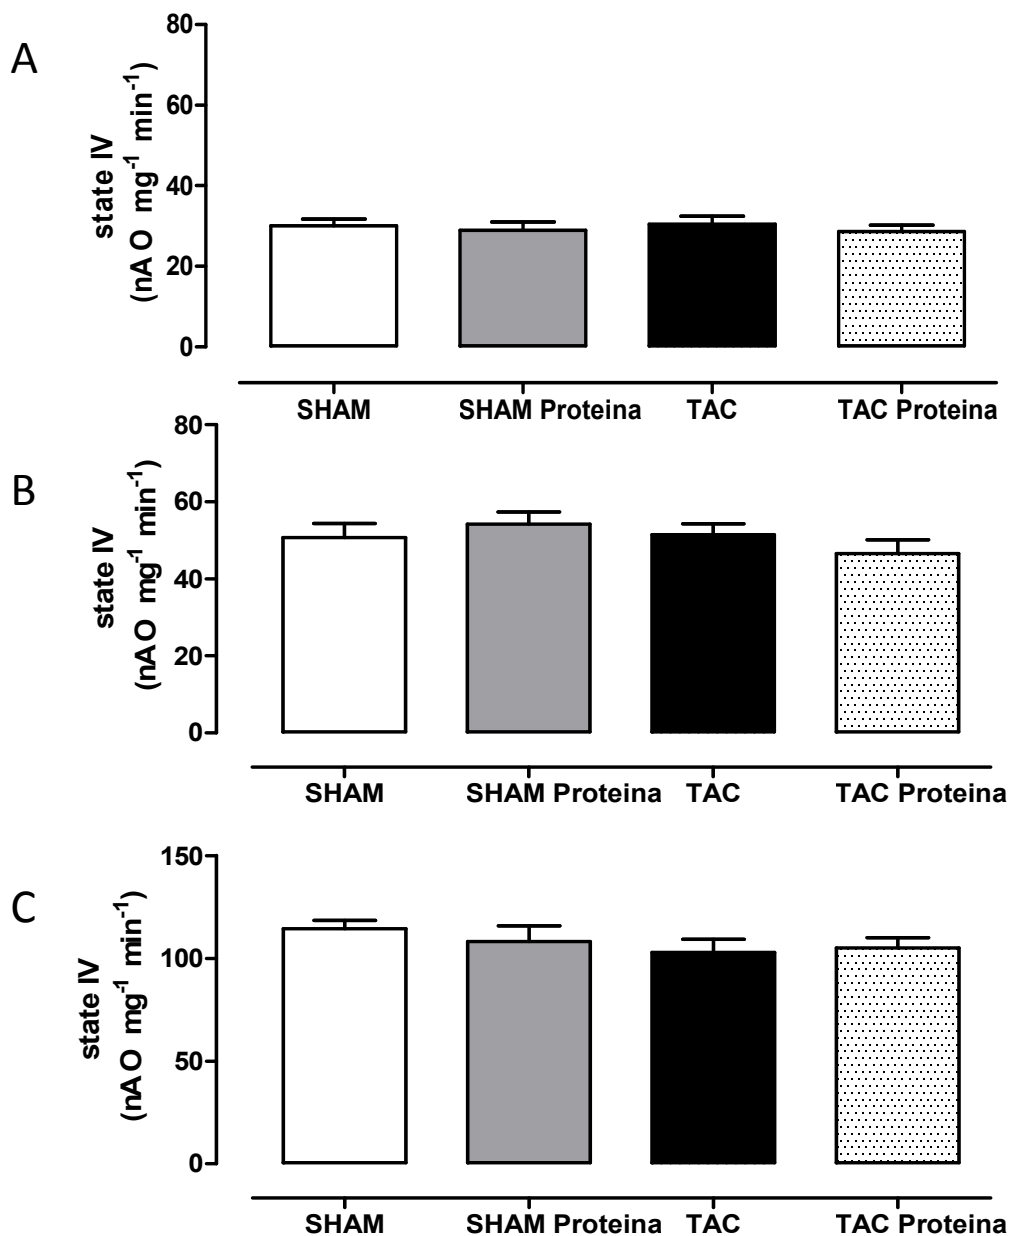 A
state IV
(nA O mg-1 min-1)
80
60
40
20
0
SHAM
SHAM Proteina
TAC
TAC Proteina
B
state IV
(nA O mg-1 min-1)
80
60
40
20
0
SHAM
SHAM Proteina
TAC
TAC Proteina
C
state IV
(nA O mg-1 min-1)
150
100
50
0
SHAM
SHAM Proteina
TAC
TAC Proteina